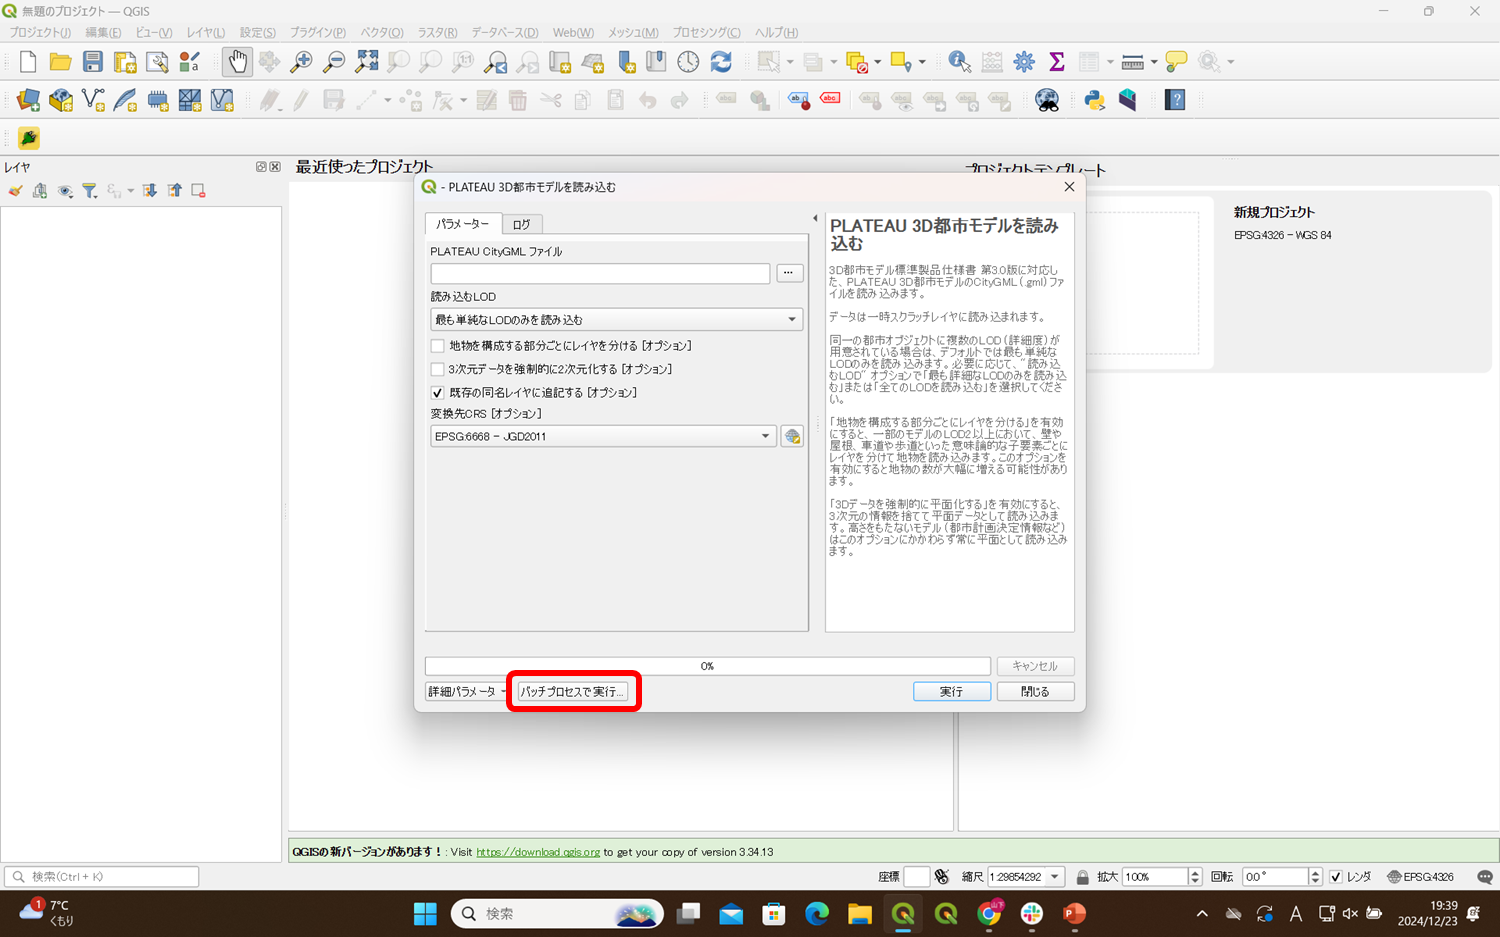 無題のプロジェクト — QGIS
プロジェクト(J) 編集(E) ビュー(V) レイヤ(L) 設定(S) プラグイン(P) ベクタ(O) ラスタ(R) データベース(D) Web(W) メッシュ(M) プロセシング(C) ヘルプ(H)
レイヤ
最近使ったプロジェクト
プロジェクトテンプレート
新規プロジェクト
EPSG:4326 - WGS 84
- PLATEAU 3D都市モデルを読み込む
パラメーター ログ
PLATEAU CityGML ファイル
...
読み込むLOD
最も単純なLODのみを読み込む
地物を構成する部分ごとにレイヤを分ける [オプション]
3次元データを強制的に2次元化する [オプション]
既存の同名レイヤに追記する [オプション]
変換先CRS [オプション]
EPSG:6668 - JGD2011
PLATEAU 3D都市モデルを読み
込む
3D都市モデル標準製品仕様書 第3.0版に対応し
た、PLATEAU 3D都市モデルのCityGML (.gml) ファ
イルを読み込みます。
データは一時スクラッチレイヤに読み込まれます。
同一の都市オブジェクトに複数のLOD (詳細度) が
用意されている場合は、デフォルトでは最も単純な
LODのみを読み込みます。必要に応じて、"読み込
むLOD" オプションで「最も詳細なLODのみを読み込
む」または「全てのLODを読み込む」を選択してくださ
い。
「地物を構成する部分ごとにレイヤを分ける」を有効
にすると、一部のモデルのLOD2以上において、壁や
屋根、車道や歩道といった意味論的な子要素ごとに
レイヤを分けて地物を読み込みます。このオプションを
有効にすると地物の数が大幅に増える可能性があり
ます。
「3Dデータを強制的に平面化する」を有効にすると、
3次元の情報を捨てて平面データとして読み込みま
す。高さをもたないモデル (都市計画決定情報など)
はこのオプションにかかわらず常に平面として読み込み
ます。
0%
キャンセル
詳細パラメータ バッチプロセスで実行... 実行 閉じる
QGISの新バージョンがあります！: Visit https://download.qgis.org to get your copy of version 3.34.13
検索(Ctrl + K) 座標 縮尺 1:29854292 拡大 100% 回転 0.0 ° レンダ EPSG:4326
1 7°C
くもり
検索
A
19:39
2024/12/23